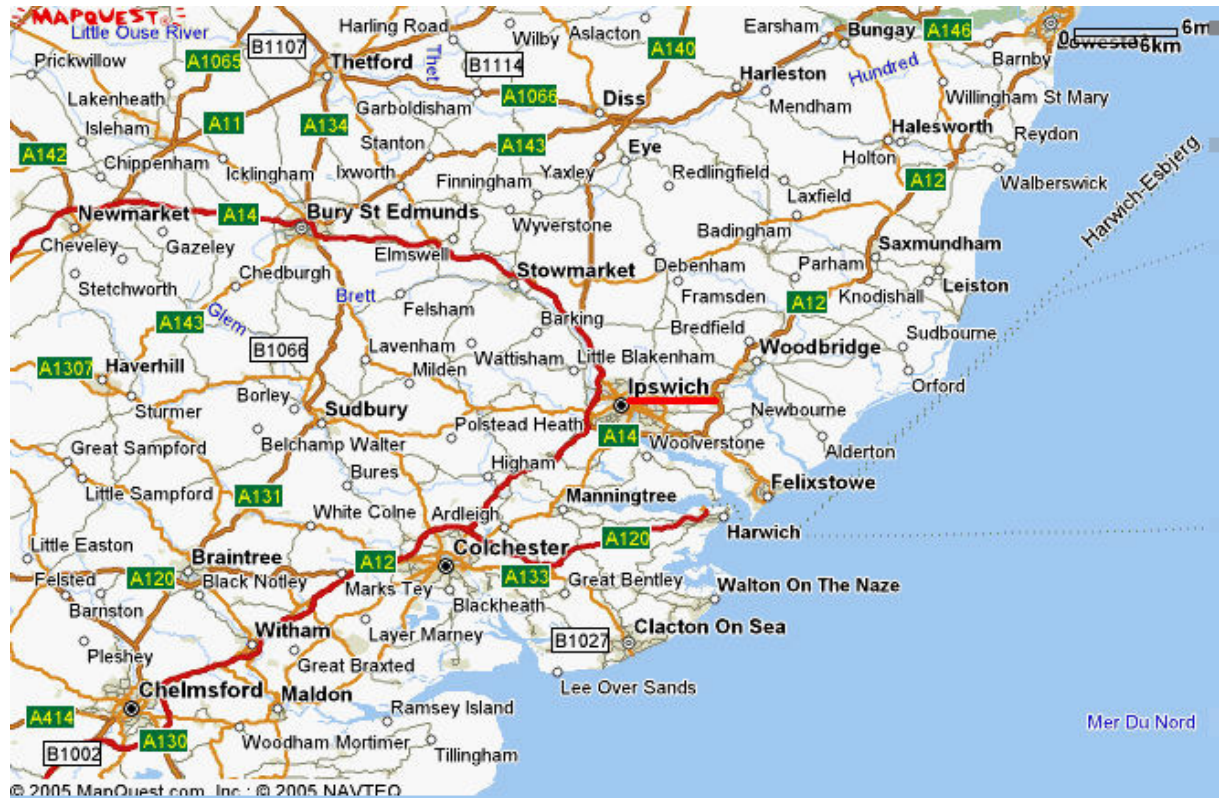 MAPQUEST
Little Ouse River
Harling Road
Wilby
Aslacton
A140
Earsham
Bungay
A146
0
6m
6km
Lowestoft
Barnby
B1107
A1065
Prickwillow
Thetford
Thet
B1114
Harleston
Hundred
Lakenheath
Garboldisham
A1066
Diss
Mendham
Willingham St Mary
A11
A134
Isleham
Stanton
A143
Eye
Halesworth
Reydon
A142
Chippenham
Icklingham
Ixworth
Finningham
Yaxley
Redlingfield
Laxfield
Holton
A12
Walberswick
Harwich-Esbjerg
Newmarket
A14
Bury St Edmunds
Wyverstone
Badingham
Cheveley
Gazeley
Elmswell
Saxmundham
Stetchworth
Chedburgh
Stowmarket
Debenham
Parham
Leiston
Brett
Felsham
Framsden
A12
Knodishall
A143
Glem
Barking
Bredfield
Sudbourne
B1066
Lavenham
Wattisham
Little Blakenham
Woodbridge
A1307
Haverhill
Milden
Ipswich
Orford
Sturmer
Borley
Sudbury
Polstead Heath
Newbourne
Great Sampford
Belchamp Walter
A14
Woolverstone
Alderton
Bures
Higham
Little Sampford
A131
Manningtree
Felixstowe
White Colne
Ardleigh
Harwich
Little Easton
Braintree
A12
Colchester
A120
Felsted
A120
Black Notley
Marks Tey
A133
Great Bentley
Walton On The Naze
Barnston
Blackheath
Witham
Layer Marney
B1027
Clacton On Sea
Pleshey
Great Braxted
Lee Over Sands
Chelmsford
Maldon
Ramsey Island
A414
Mer Du Nord
B1002
A130
Woodham Mortimer
Tillingham
© 2005 MapQuest.com, Inc.; © 2005 NAVTEQ